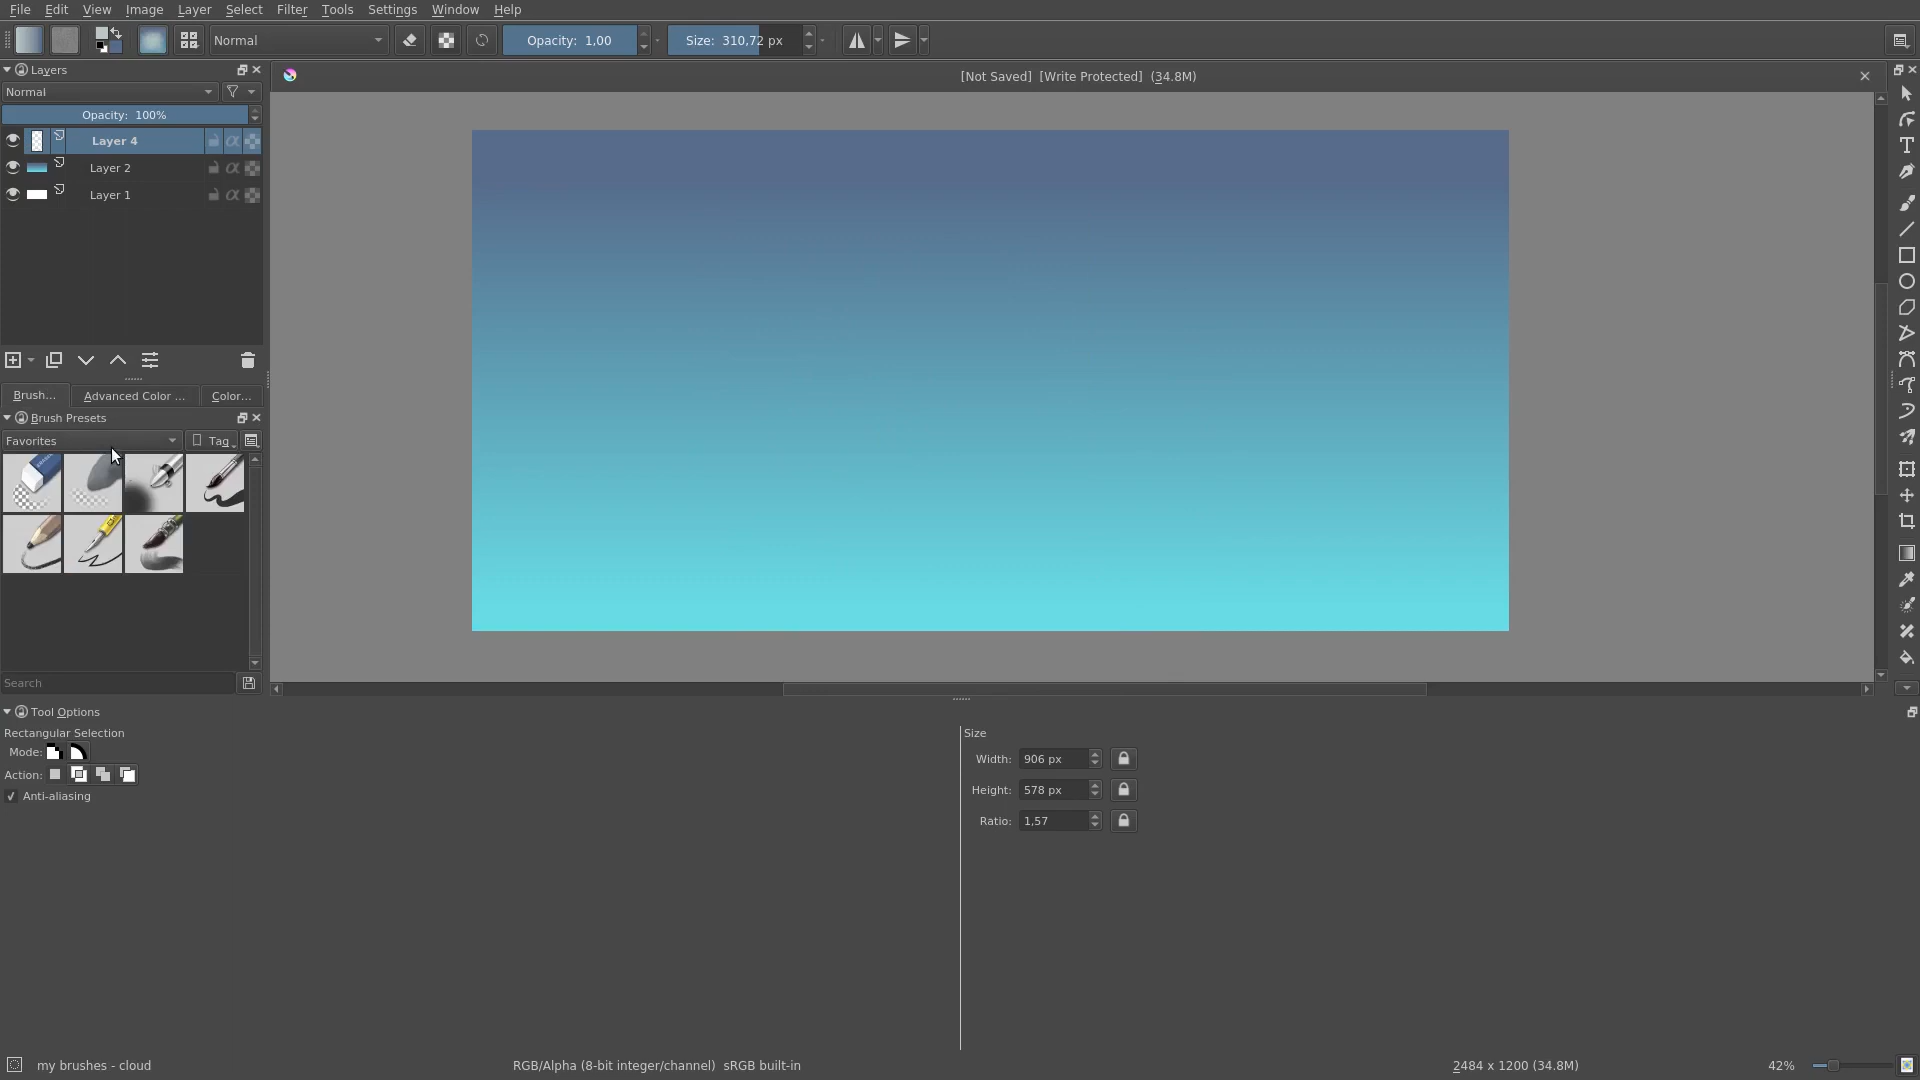 File Edit View Image Layer Select Filter Tools Settings Window Help
Normal Opacity: 1,00 Size: 310,72 px
Layers
[Not Saved] [Write Protected] (34.8M)
Normal
Opacity: 100%
Layer 4
Layer 2
Layer 1
Brush... Advanced Color ... Color...
Brush Presets
Favorites Tag
Search
Tool Options
Rectangular Selection
Mode:
Action:
Anti-aliasing
Size
Width: 906 px
Height: 578 px
Ratio: 1,57
my brushes - cloud RGB/Alpha (8-bit integer/channel) sRGB built-in 2484 x 1200 (34.8M) 42%